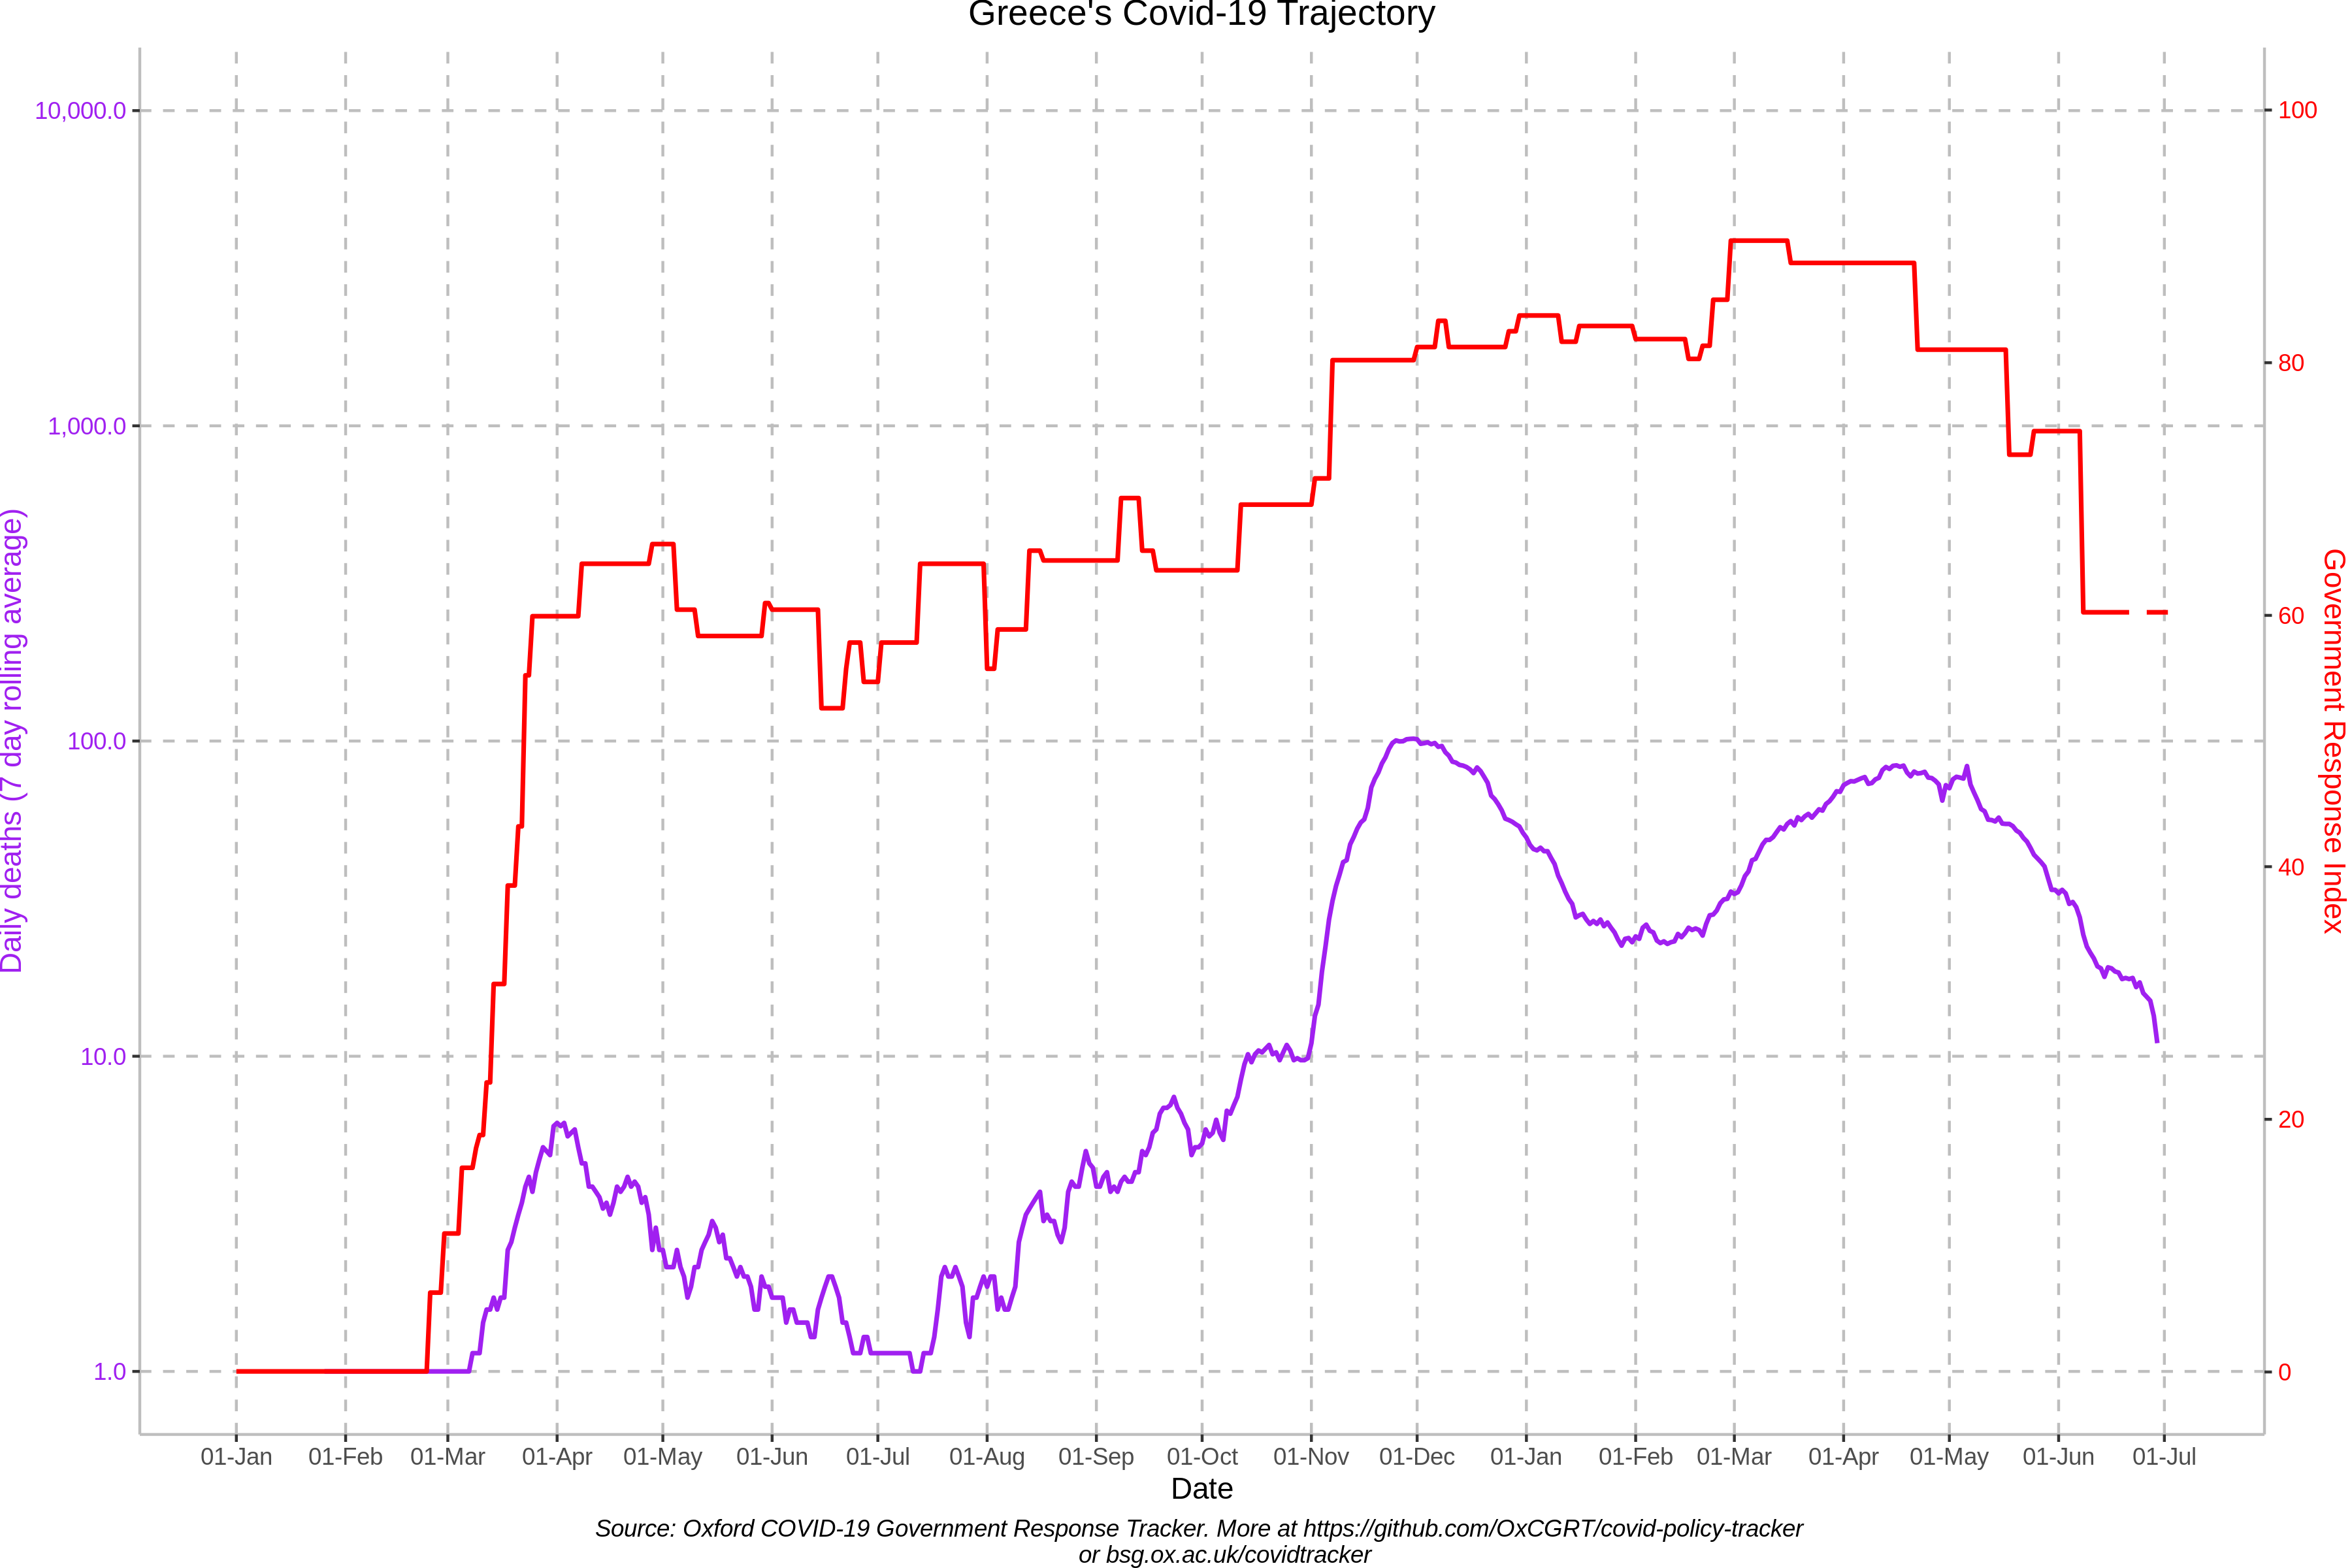 Greece's Covid-19 Trajectory
10,000.0
1,000.0
100.0
10.0
1.0
Daily deaths (7 day rolling average)
100
80
60
40
20
0
Government Response Index
01-Jan 01-Feb 01-Mar 01-Apr 01-May 01-Jun 01-Jul 01-Aug 01-Sep 01-Oct 01-Nov 01-Dec 01-Jan 01-Feb 01-Mar 01-Apr 01-May 01-Jun 01-Jul
Date
Source: Oxford COVID-19 Government Response Tracker. More at https://github.com/OxCGRT/covid-policy-tracker
or bsg.ox.ac.uk/covidtracker